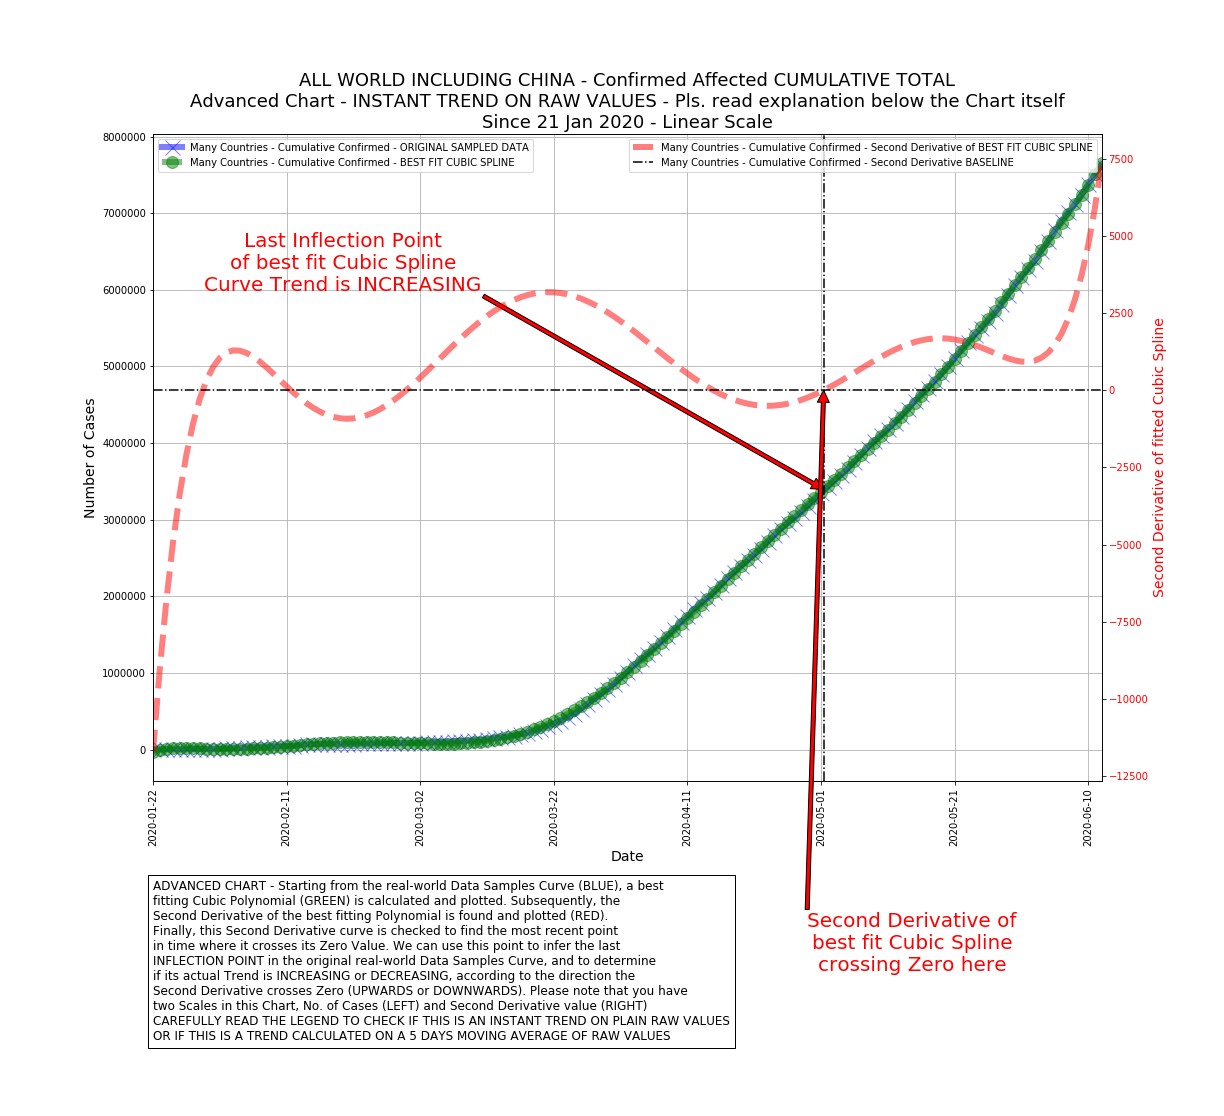 ALL WORLD INCLUDING CHINA - Confirmed Affected CUMULATIVE TOTAL
Advanced Chart - INSTANT TREND ON RAW VALUES - Pls. read explanation below the Chart itself
Since 21 Jan 2020 - Linear Scale
Many Countries - Cumulative Confirmed - ORIGINAL SAMPLED DATA
Many Countries - Cumulative Confirmed - BEST FIT CUBIC SPLINE
Many Countries - Cumulative Confirmed - Second Derivative of BEST FIT CUBIC SPLINE
Many Countries - Cumulative Confirmed - Second Derivative BASELINE
Last Inflection Point
of best fit Cubic Spline
Curve Trend is INCREASING
Number of Cases
8000000
7000000
6000000
5000000
4000000
3000000
2000000
1000000
0
7500
5000
2500
0
−2500
−5000
−7500
−10000
−12500
Second Derivative of fitted Cubic Spline
2020-01-22
2020-02-11
2020-03-02
2020-03-22
2020-04-11
2020-05-01
2020-05-21
2020-06-10
Date
ADVANCED CHART - Starting from the real-world Data Samples Curve (BLUE), a best
fitting Cubic Polynomial (GREEN) is calculated and plotted. Subsequently, the
Second Derivative of the best fitting Polynomial is found and plotted (RED).
Finally, this Second Derivative curve is checked to find the most recent point
in time where it crosses its Zero Value. We can use this point to infer the last
INFLECTION POINT in the original real-world Data Samples Curve, and to determine
if its actual Trend is INCREASING or DECREASING, according to the direction the
Second Derivative crosses Zero (UPWARDS or DOWNWARDS). Please note that you have
two Scales in this Chart, No. of Cases (LEFT) and Second Derivative value (RIGHT)
CAREFULLY READ THE LEGEND TO CHECK IF THIS IS AN INSTANT TREND ON PLAIN RAW VALUES
OR IF THIS IS A TREND CALCULATED ON A 5 DAYS MOVING AVERAGE OF RAW VALUES
Second Derivative of
best fit Cubic Spline
crossing Zero here